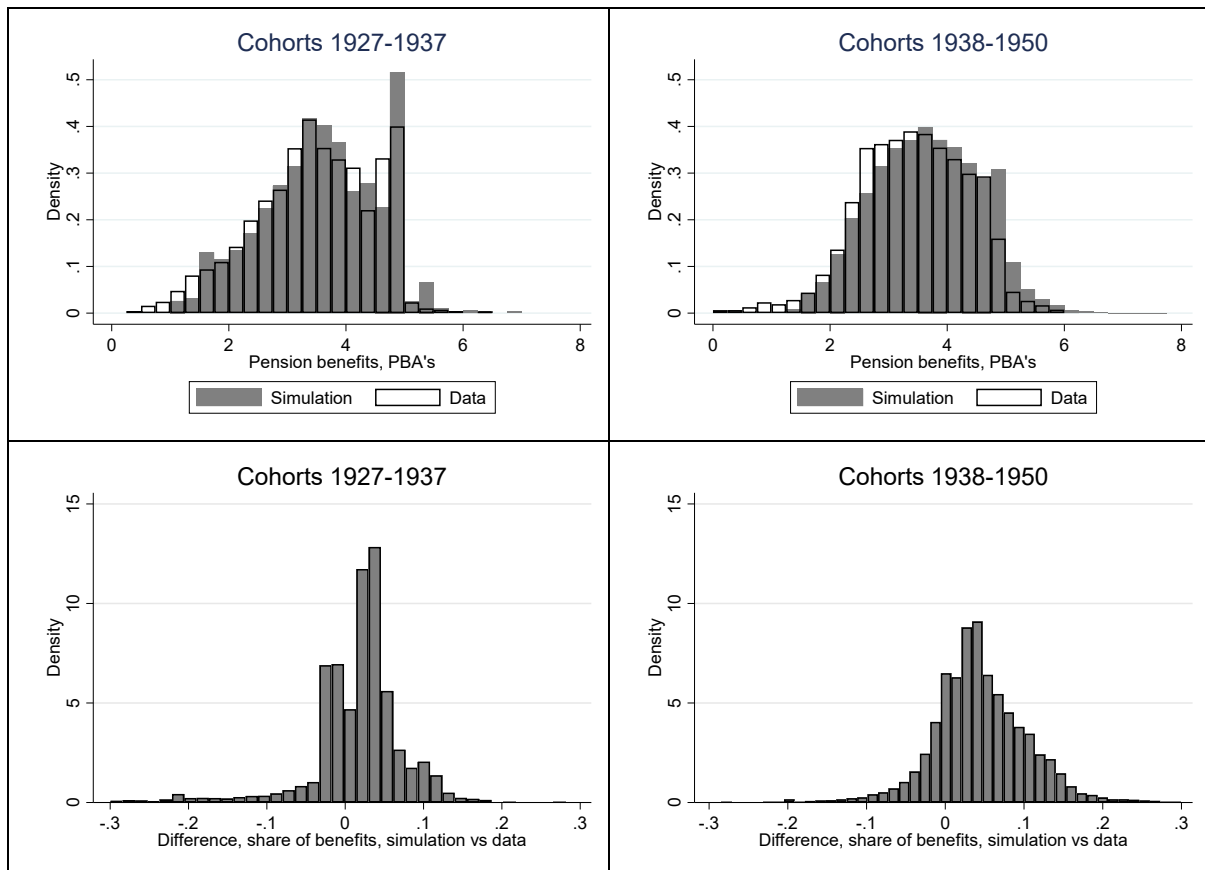 Cohorts 1927-1937
Density
.5
.4
.3
.2
.1
0
0 2 4 6 8
Pension benefits, PBA's
Simulation Data
Cohorts 1938-1950
Density
.5
.4
.3
.2
.1
0
0 2 4 6 8
Pension benefits, PBA's
Simulation Data
Cohorts 1927-1937
Density
15
10
5
0
-.3 -.2 -.1 0 .1 .2 .3
Difference, share of benefits, simulation vs data
Cohorts 1938-1950
Density
15
10
5
0
-.3 -.2 -.1 0 .1 .2 .3
Difference, share of benefits, simulation vs data